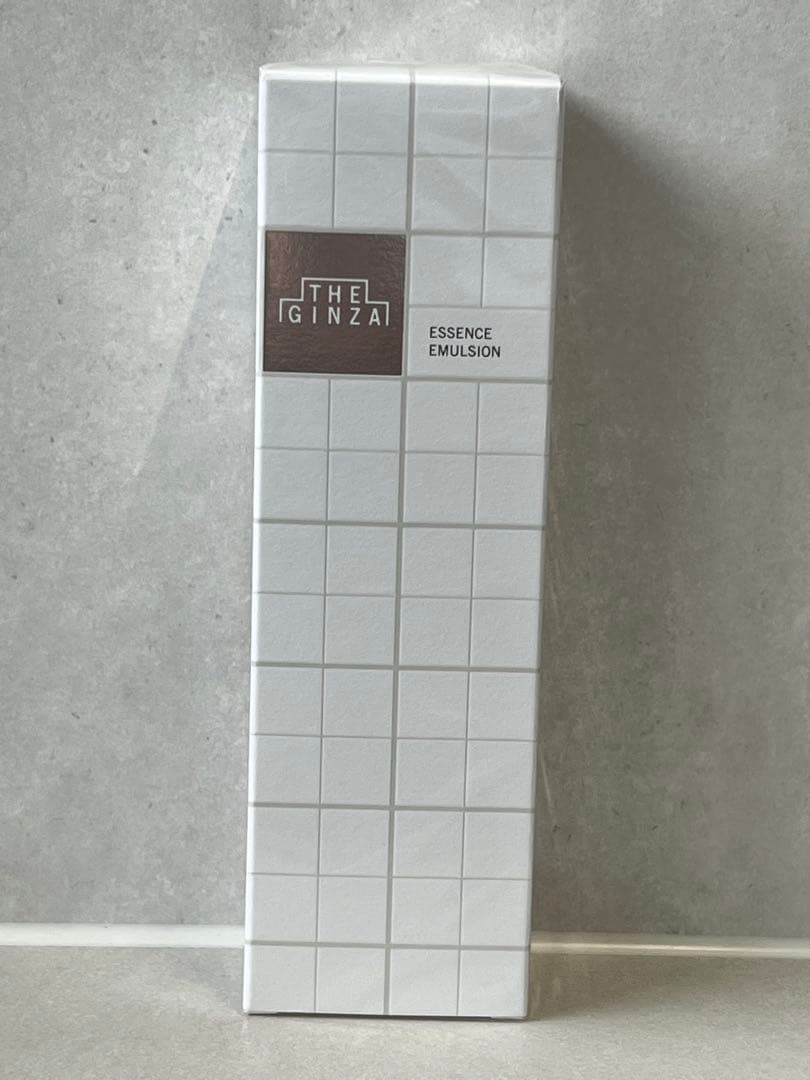 THE
GINZA
ESSENCE
EMULSION